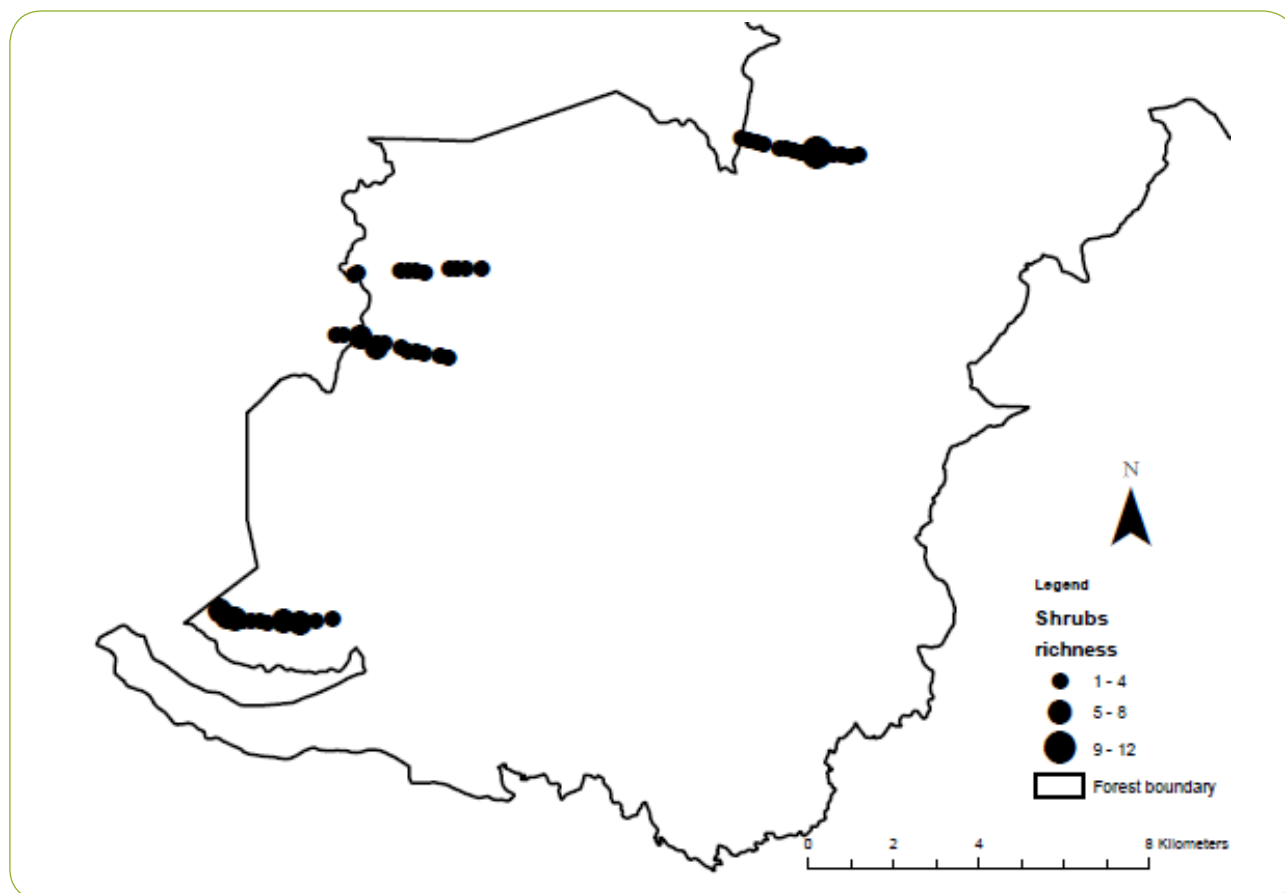 N
Legend
Shrubs
richness
1 - 4
5 - 8
9 - 12
Forest boundary
0 2 4 8 Kilometers